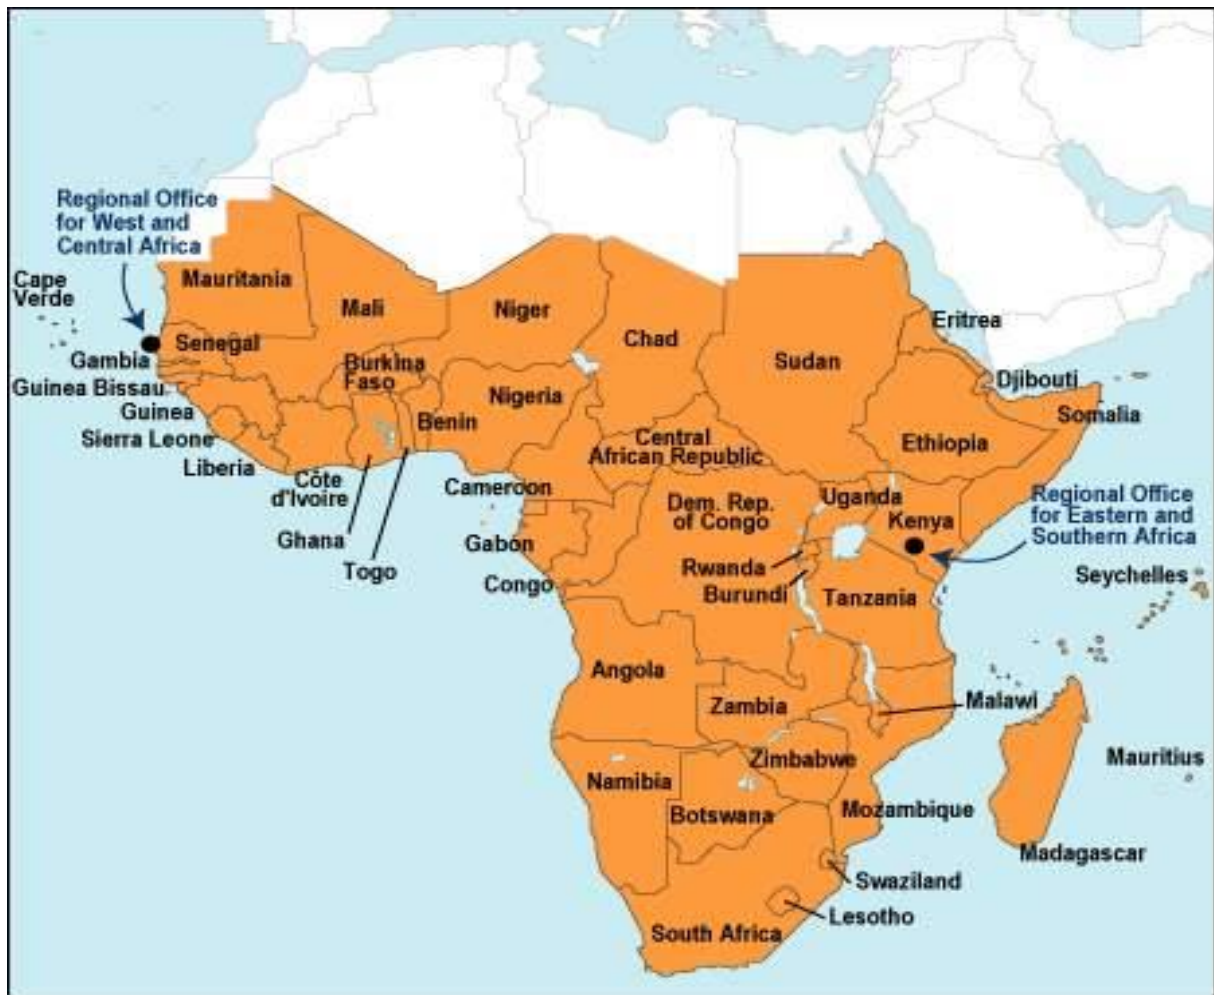 Regional Office
for West and
Central Africa
Cape
Verde
Mauritania
Mali
Niger
Chad
Sudan
Eritrea
Senegal
Gambia
Burkina
Faso
Djibouti
Guinea Bissau
Nigeria
Benin
Guinea
Somalia
Sierra Leone
Central
African Republic
Ethiopia
Liberia
Côte
d'Ivoire
Cameroon
Dem. Rep.
of Congo
Uganda
Kenya
Regional Office
for Eastern and
Southern Africa
Ghana
Gabon
Togo
Congo
Rwanda
Burundi
Tanzania
Seychelles
Angola
Zambia
Malawi
Zimbabwe
Mauritius
Namibia
Botswana
Mozambique
Madagascar
Swaziland
Lesotho
South Africa